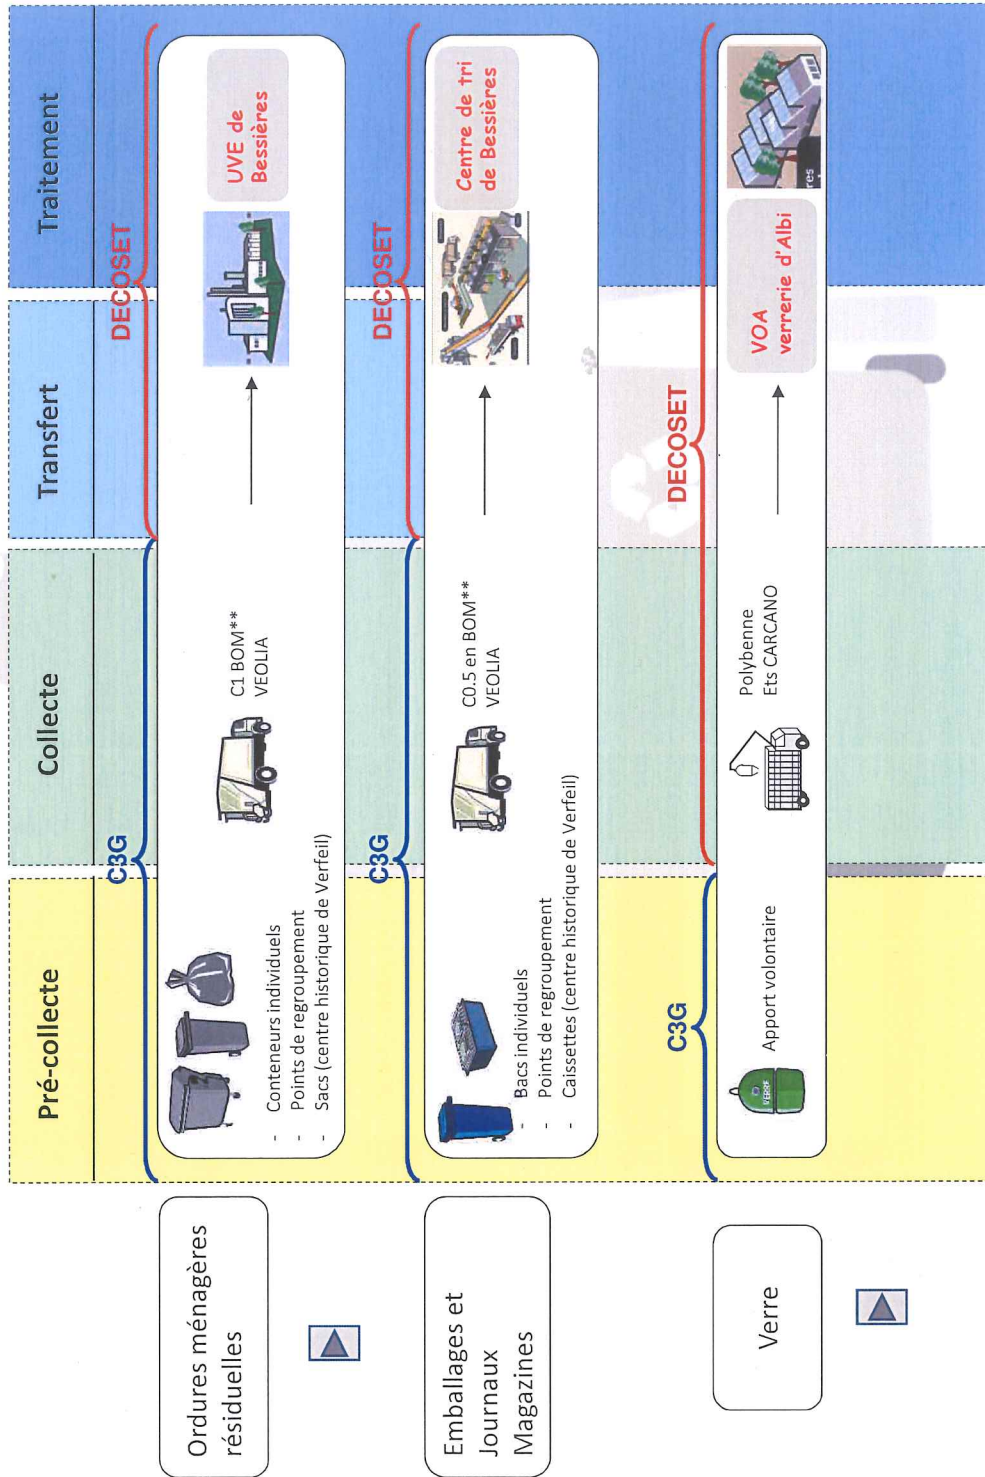 Pré-collecte
Collecte
Transfert
Traitement
Ordures ménagères
résiduelles
C3G
DECOSET
- Conteneurs individuels
- Points de regroupement
- Sacs (centre historique de Verfeil)
C1 BOM**
VEOLIA
UVE de
Bessières
Emballages et
Journaux
Magazines
C3G
DECOSET
- Bacs individuels
- Points de regroupement
- Caissettes (centre historique de Verfeil)
C0.5 en BOM**
VEOLIA
Centre de tri
de Bessières
Verre
C3G
DECOSET
VERRE
Apport volontaire
Polybenne
Ets CARCANO
VOA
verrerie d'Albi
res